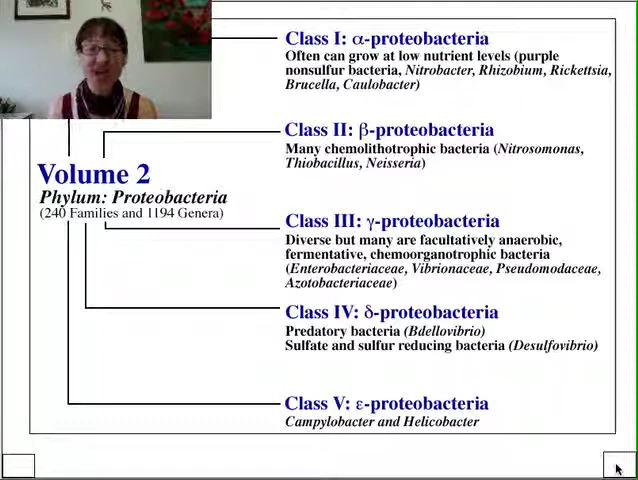 Class I: α-proteobacteria
Often can grow at low nutrient levels (purple
nonsulfur bacteria, Nitrobacter, Rhizobium, Rickettsia,
Brucella, Caulobacter)
Class II: β-proteobacteria
Many chemolithotrophic bacteria (Nitrosomonas,
Thiobacillus, Neisseria)
Volume 2
Phylum: Proteobacteria
(240 Families and 1194 Genera)
Class III: γ-proteobacteria
Diverse but many are facultatively anaerobic,
fermentative, chemoorganotrophic bacteria
(Enterobacteriaceae, Vibrionaceae, Pseudomodaceae,
Azotobacteriaceae)
Class IV: δ-proteobacteria
Predatory bacteria (Bdellovibrio)
Sulfate and sulfur reducing bacteria (Desulfovibrio)
Class V: ε-proteobacteria
Campylobacter and Helicobacter